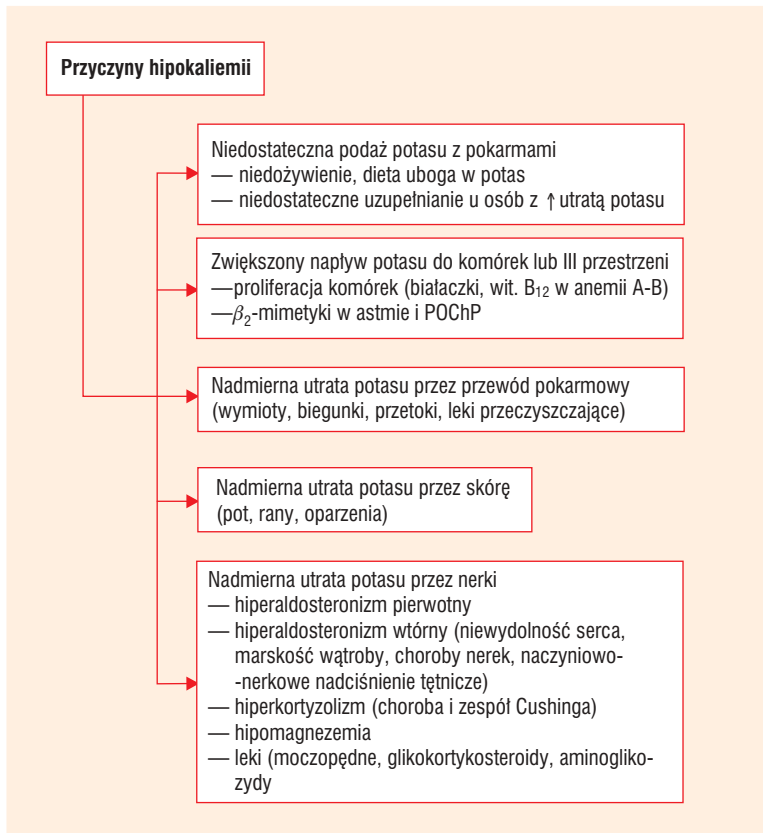 Przyczyny hipokaliemii
Niedostateczna podaż potasu z pokarmami
— niedożywienie, dieta uboga w potas
— niedostateczne uzupełnianie u osób z ↑ utratą potasu
Zwiększony napływ potasu do komórek lub III przestrzeni
—proliferacja komórek (białaczki, wit. B₁₂ w anemii A-B)
—β₂-mimetyki w astmie i POChP
Nadmierna utrata potasu przez przewód pokarmowy
(wymioty, biegunki, przetoki, leki przeczyszczające)
Nadmierna utrata potasu przez skórę
(pot, rany, oparzenia)
Nadmierna utrata potasu przez nerki
— hiperaldosteronizm pierwotny
— hiperaldosteronizm wtórny (niewydolność serca,
marskość wątroby, choroby nerek, naczyniowo-
-nerkowe nadciśnienie tętnicze)
— hiperkortyzolizm (choroba i zespół Cushinga)
— hipomagnezemia
— leki (moczopędne, glikokortykosteroidy, aminogliko-
zydy